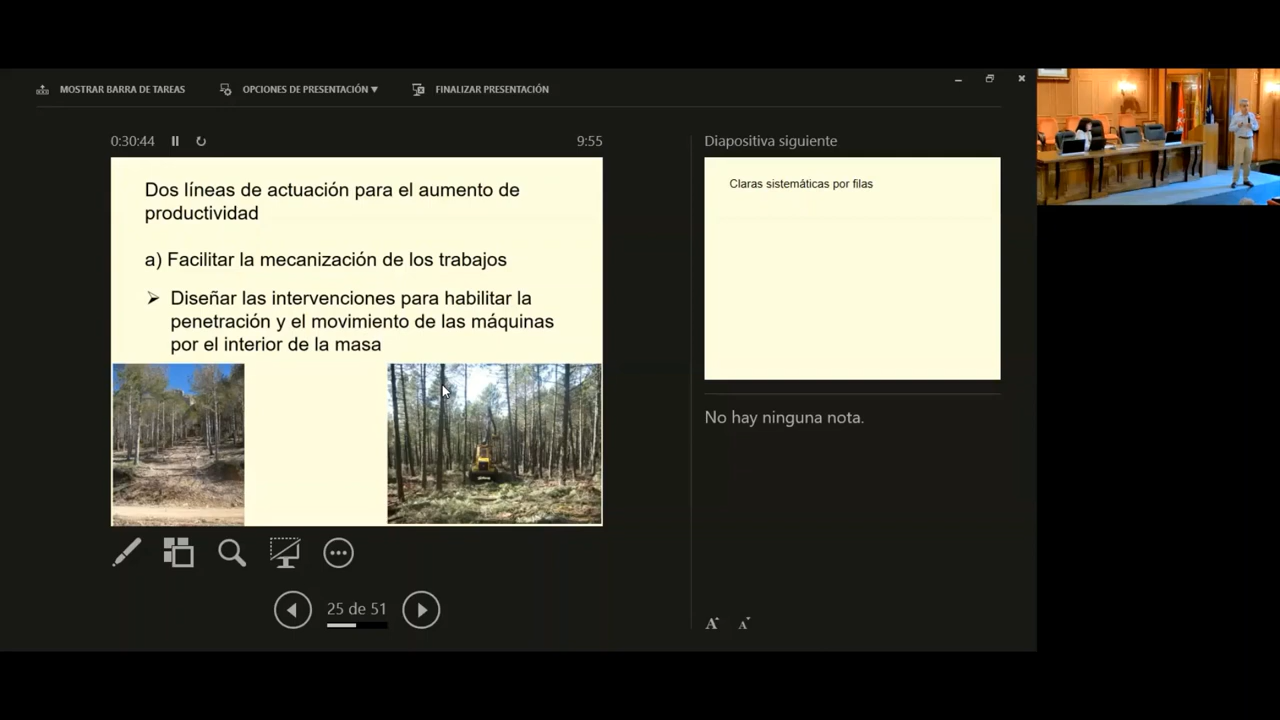 MOSTRAR BARRA DE TAREAS
OPCIONES DE PRESENTACIÓN ▼
FINALIZAR PRESENTACIÓN
0:30:44
9:55
Dos líneas de actuación para el aumento de
productividad
a) Facilitar la mecanización de los trabajos
➢ Diseñar las intervenciones para habilitar la
penetración y el movimiento de las máquinas
por el interior de la masa
25 de 51
Diapositiva siguiente
Claras sistemáticas por filas
No hay ninguna nota.
A A